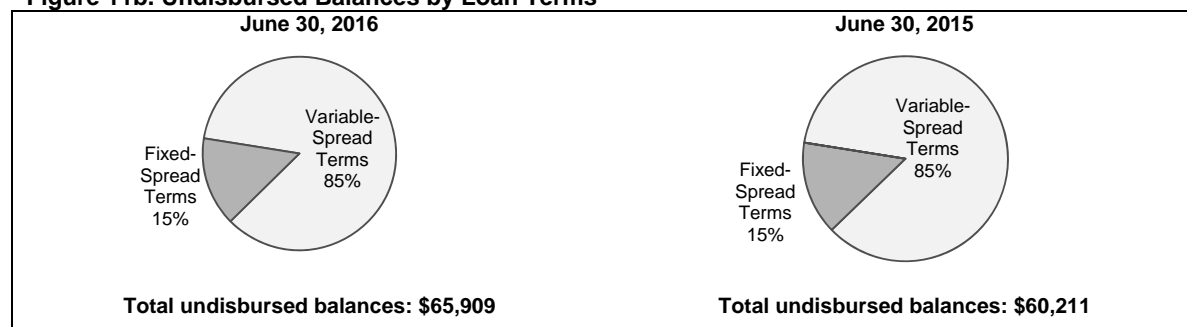 Figure 11b. Undisbursed Balances by Loan Terms
June 30, 2016
Variable-
Spread
Terms
85%
Fixed-
Spread
Terms
15%
Total undisbursed balances: $65,909
June 30, 2015
Variable-
Spread
Terms
85%
Fixed-
Spread
Terms
15%
Total undisbursed balances: $60,211